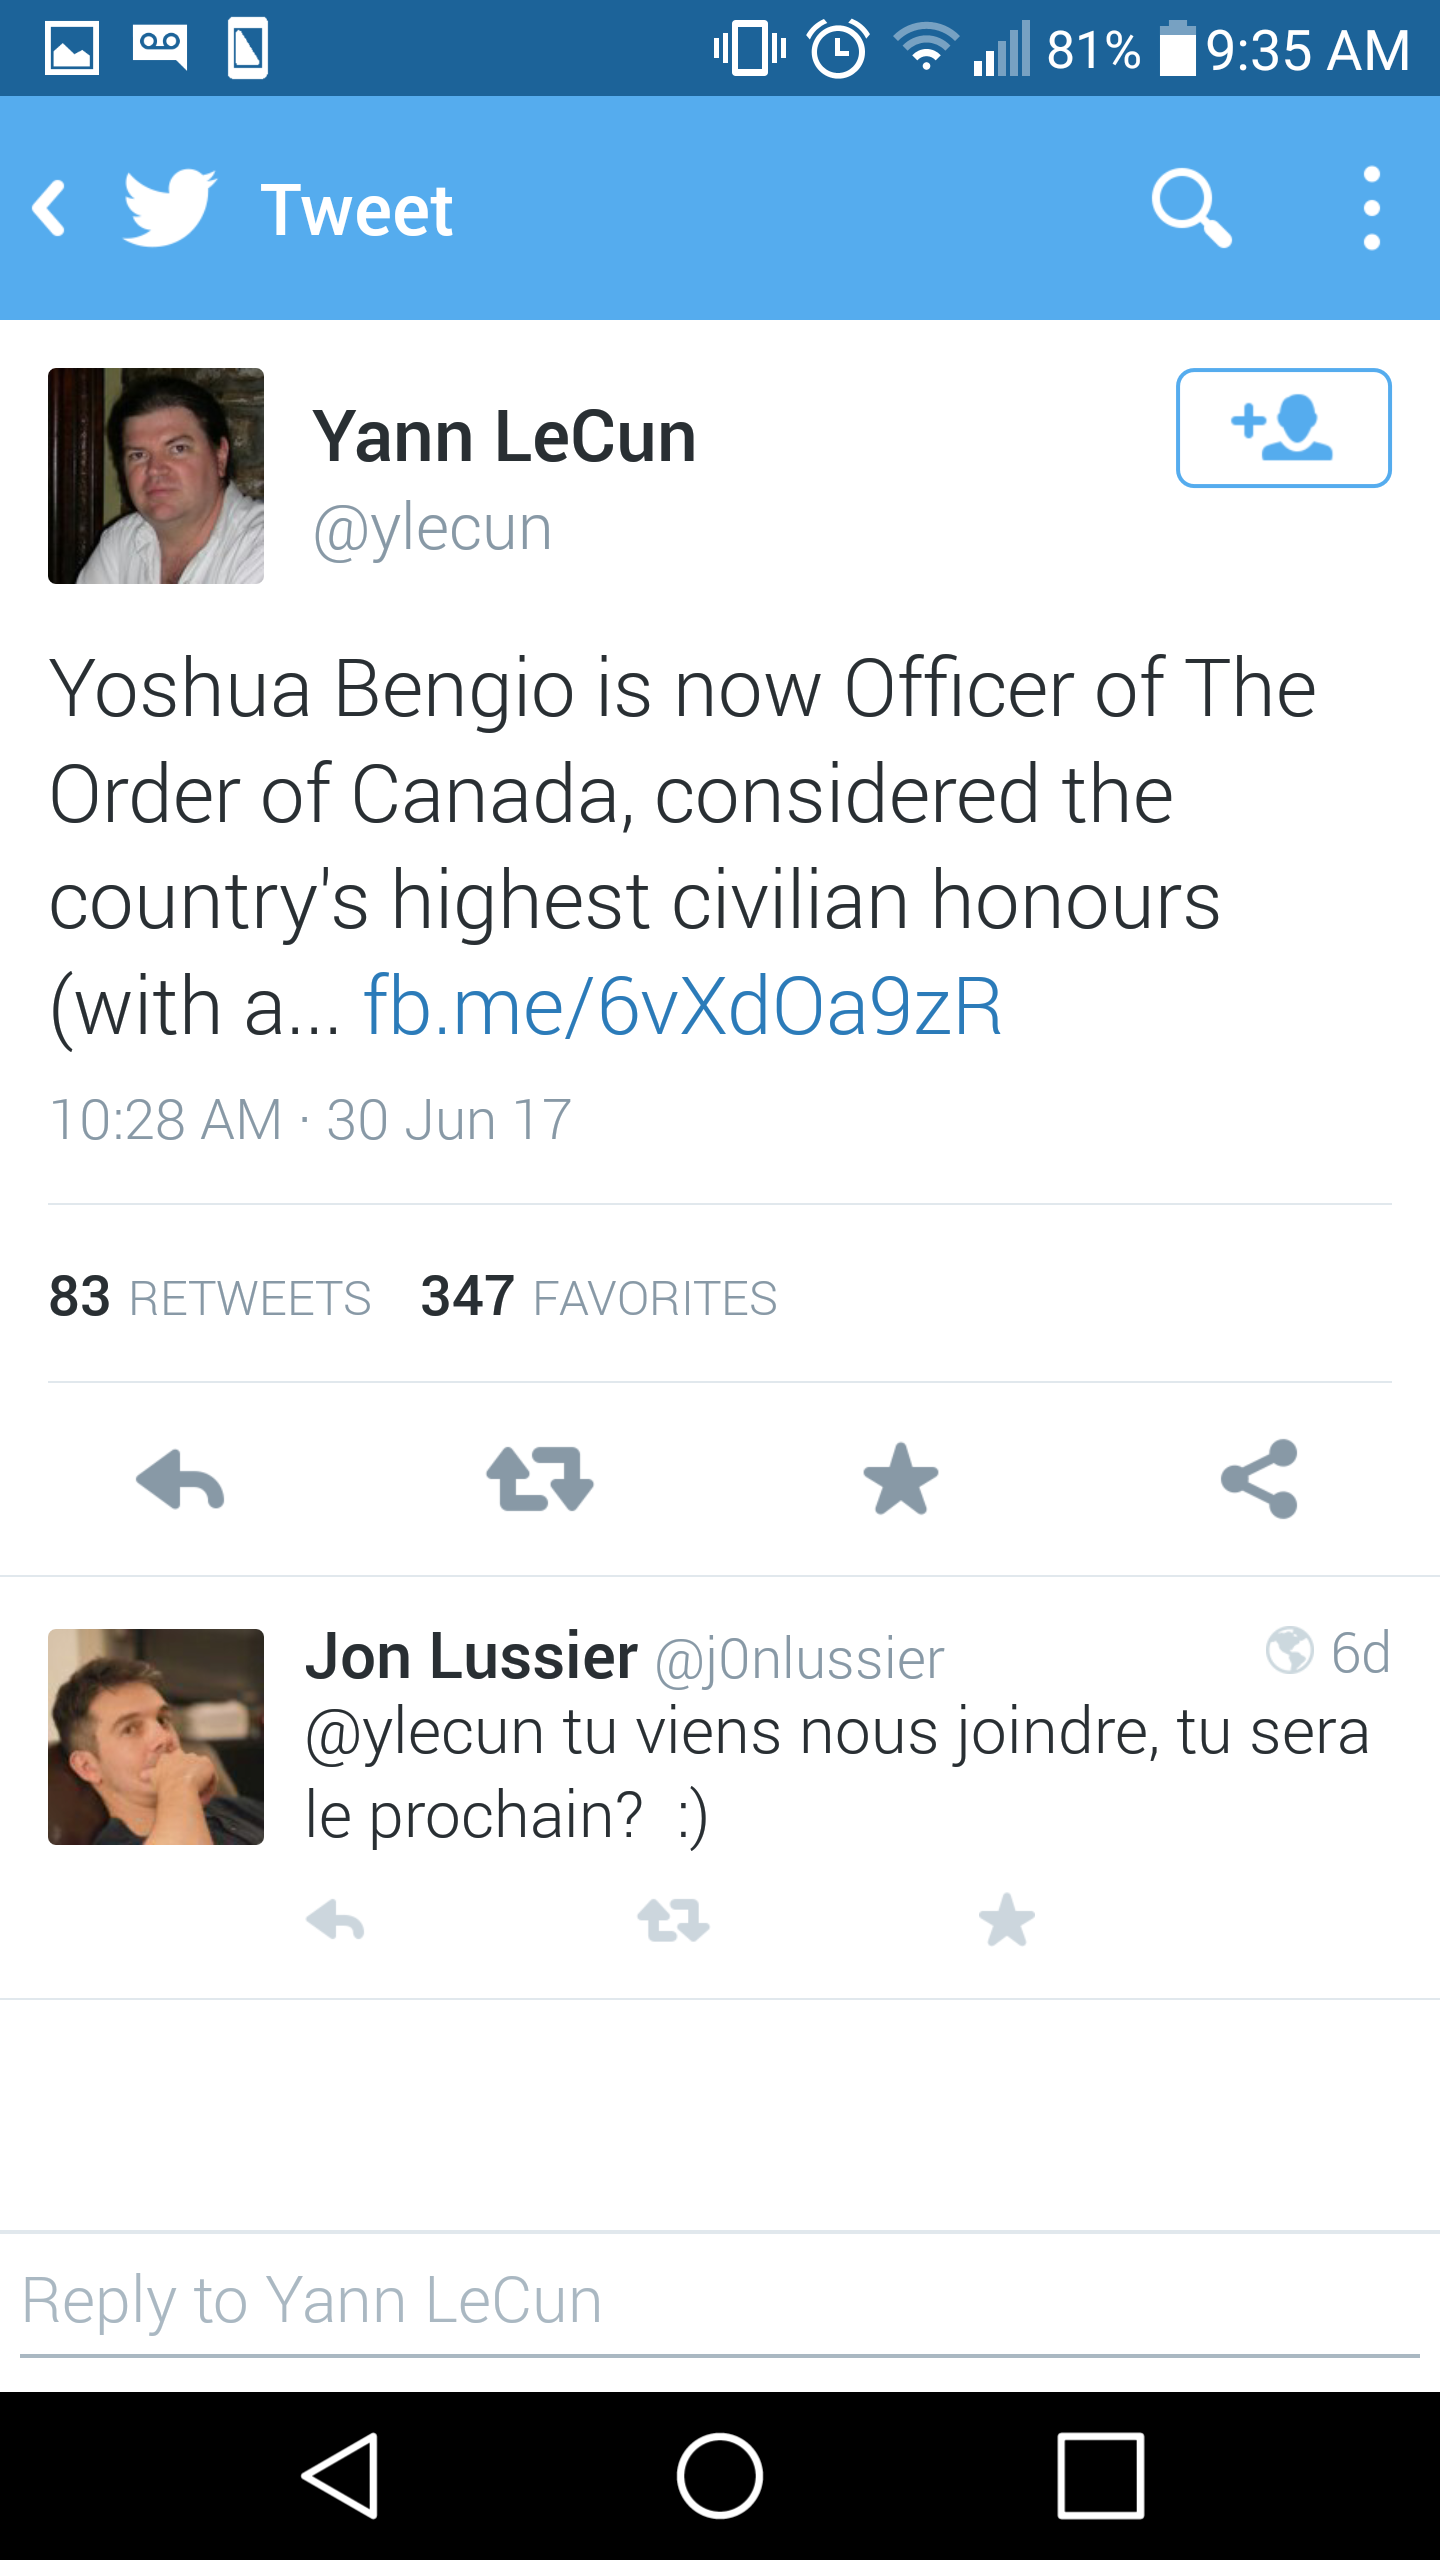 81% 9:35 AM
Tweet
Yann LeCun
@ylecun
Yoshua Bengio is now Officer of The
Order of Canada, considered the
country's highest civilian honours
(with a... fb.me/6vXdOa9zR
10:28 AM · 30 Jun 17
83 RETWEETS 347 FAVORITES
Jon Lussier @j0nlussier 6d
@ylecun tu viens nous joindre, tu sera
le prochain?  :)
Reply to Yann LeCun